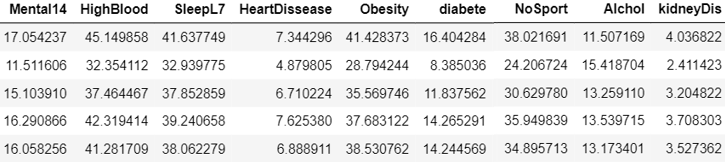 Mental14 HighBlood SleepL7 HeartDisease Obesity diabete NoSport Alchol kidneyDis
17.054237 45.149858 41.637749 7.344296 41.428373 16.404284 38.021691 11.507169 4.036822
11.511606 32.354112 32.939775 4.879805 28.794244 8.385036 24.206724 15.418704 2.411423
15.103910 37.464467 37.852859 6.710224 35.569746 11.837562 30.629780 13.259110 3.204822
16.290866 42.319414 39.240658 7.625380 37.683122 14.265291 35.949839 13.539715 3.708303
16.058256 41.281709 38.062279 6.888911 38.530762 14.244569 34.895713 13.173401 3.527362